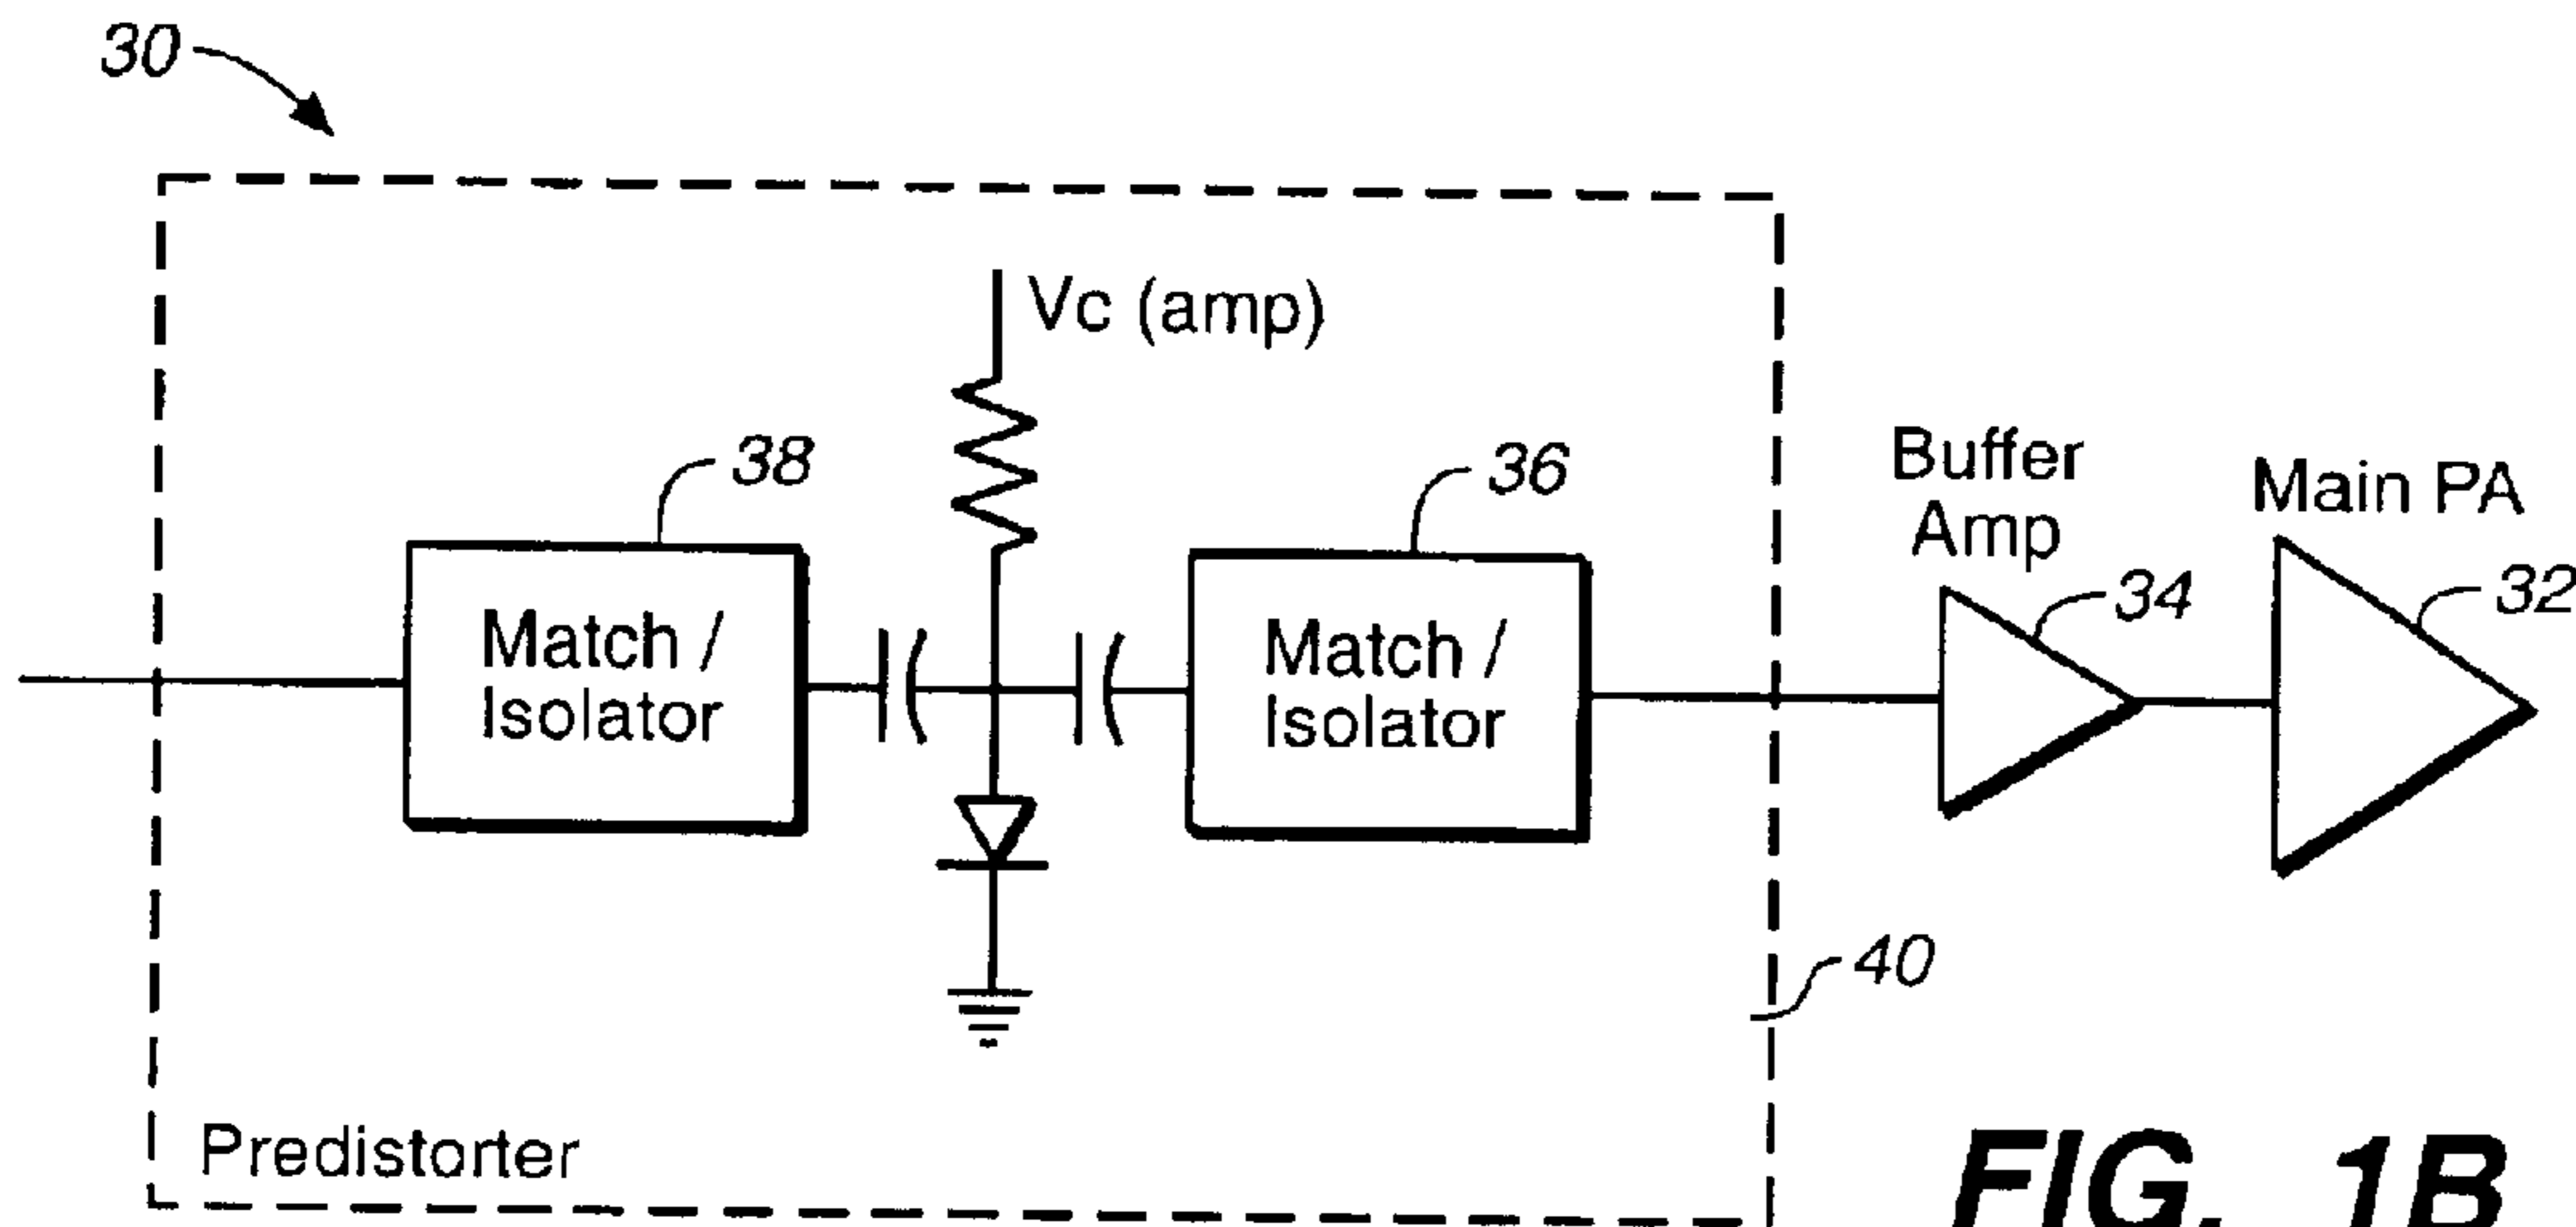 30
Vc (amp)
38
36
Buffer
Amp
Main PA
34
32
Match /
Isolator
Match /
Isolator
40
Predistorter
FIG. 1B